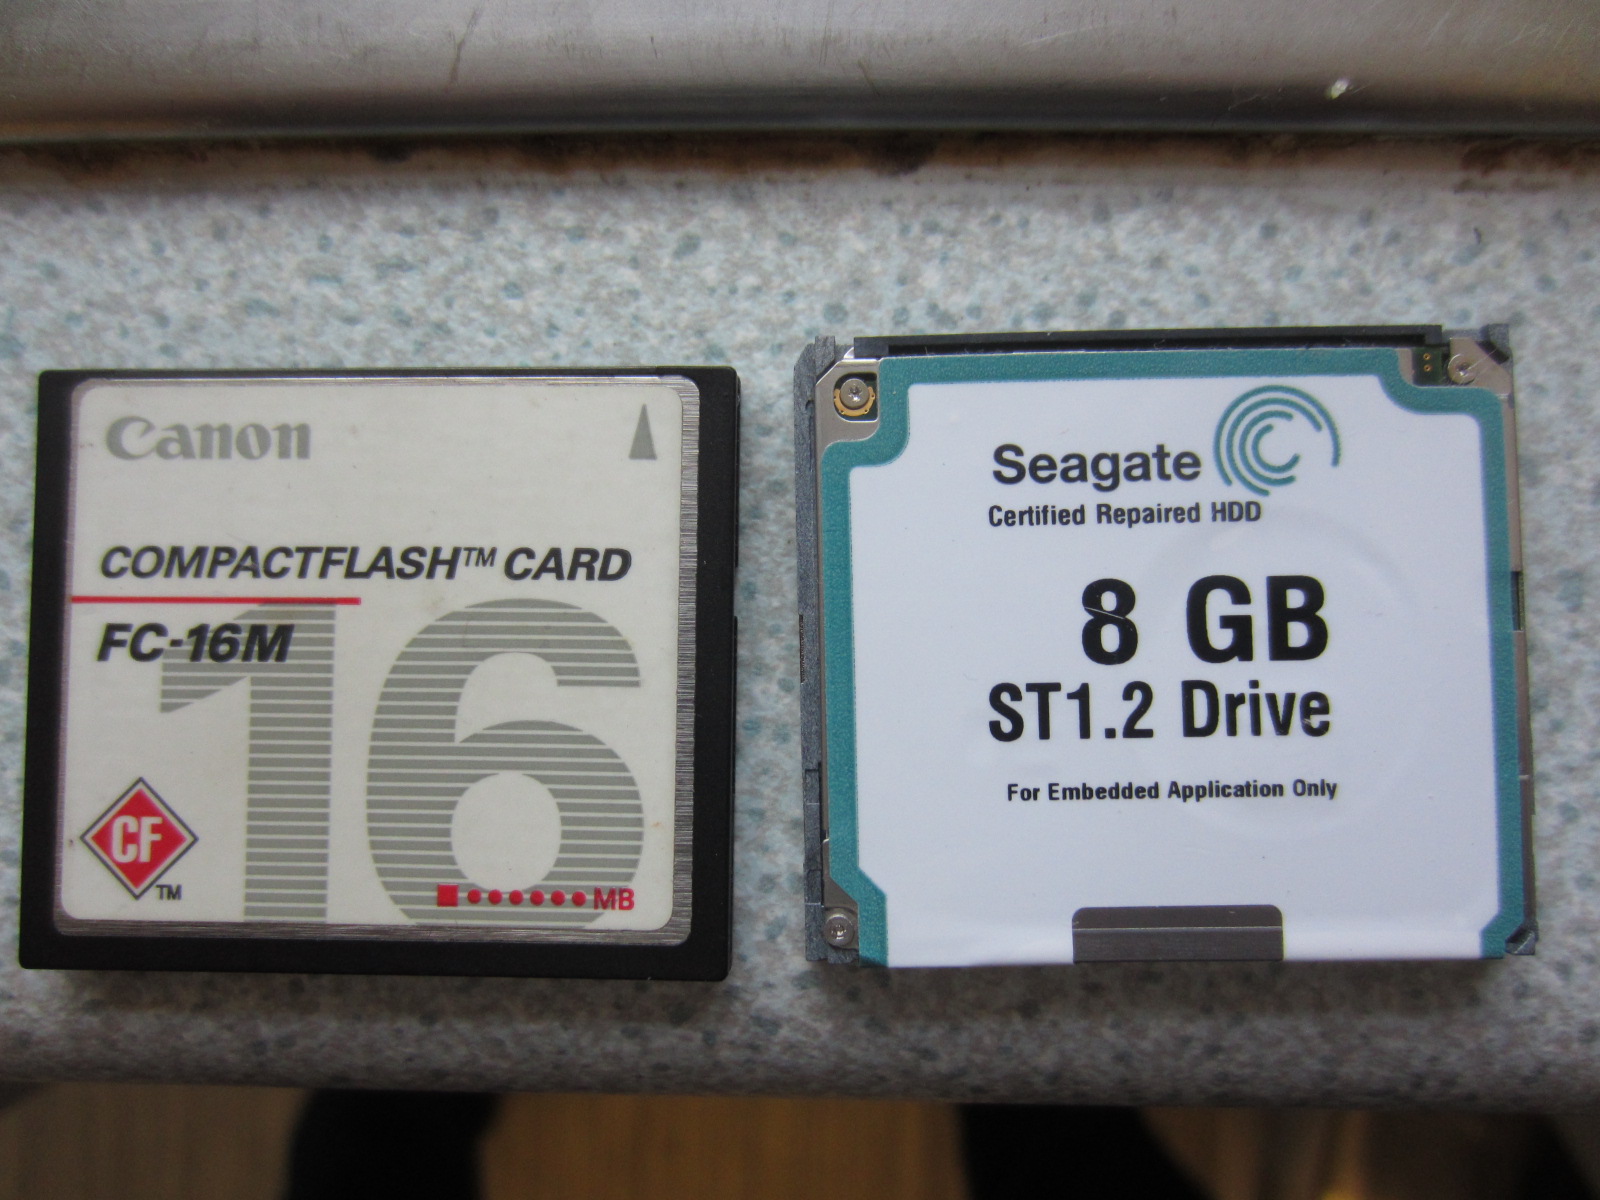 Canon
COMPACTFLASH™ CARD
FC-16M
16
CF
TM
MB
Seagate
Certified Repaired HDD
8 GB
ST1.2 Drive
For Embedded Application Only